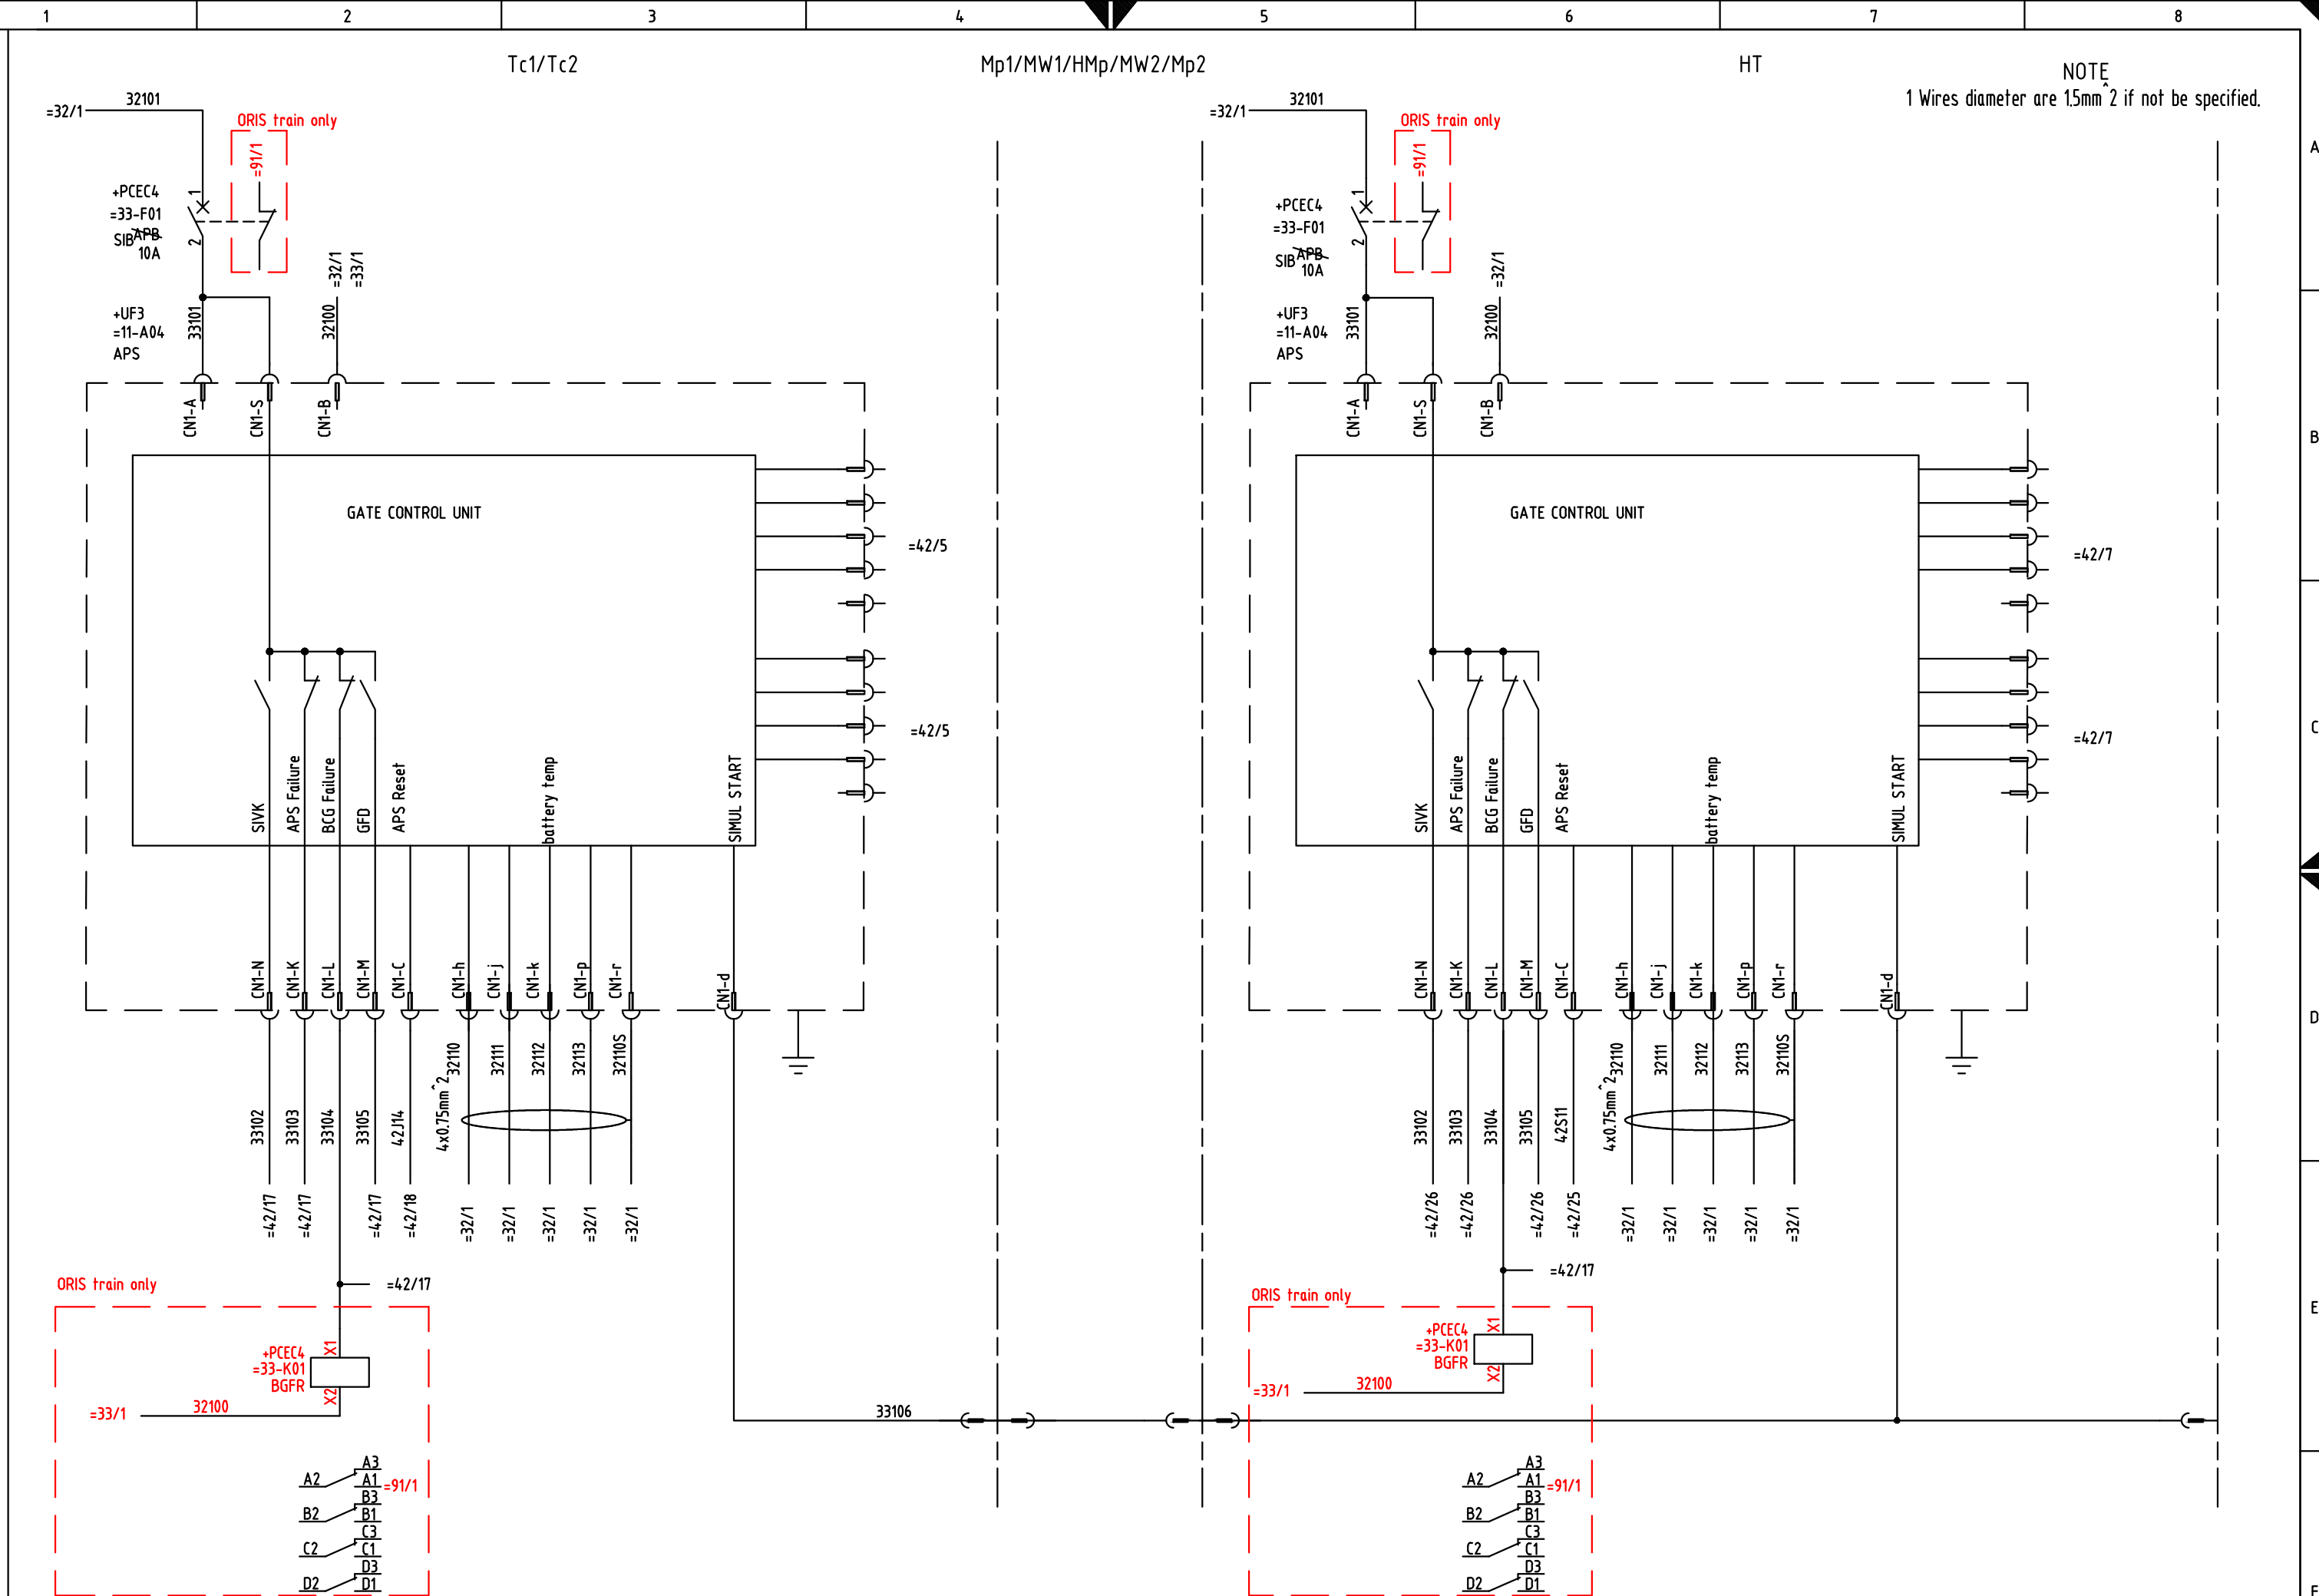 1 2 3 4 5 6 7 8
Tc1/Tc2
Mp1/MW1/HMp/MW2/Mp2
HT
NOTE
1 Wires diameter are 1.5mm^2 if not be specified.
A
B
C
D
E
F
=32/1
32101
ORIS train only
=91/1
+PCEC4
=33-F01
SIB APB
10A
1
2
=32/1
=33/1
+UF3
=11-A04
APS
33101
32100
CN1-A
CN1-S
CN1-B
GATE CONTROL UNIT
=42/5
=42/5
SIVK
APS Failure
BCG Failure
GFD
APS Reset
battery temp
SIMUL START
CN1-N
CN1-K
CN1-L
CN1-M
CN1-C
CN1-h
CN1-j
CN1-k
CN1-p
CN1-r
CN1-d
33102
33103
33104
33105
42J14
4x0.75mm^2
32110
32111
32112
32113
32110S
=42/17
=42/17
=42/17
=42/18
=32/1
=32/1
=32/1
=32/1
=32/1
=42/17
ORIS train only
+PCEC4
=33-K01
BGFR
X1
X2
=33/1
32100
33106
A3
A2 A1 =91/1
B3
B2 B1
C3
C2 C1
D3
D2 D1
=32/1
32101
ORIS train only
=91/1
+PCEC4
=33-F01
SIB APB
10A
1
2
=32/1
+UF3
=11-A04
APS
33101
32100
CN1-A
CN1-S
CN1-B
GATE CONTROL UNIT
=42/7
=42/7
SIVK
APS Failure
BCG Failure
GFD
APS Reset
battery temp
SIMUL START
CN1-N
CN1-K
CN1-L
CN1-M
CN1-C
CN1-h
CN1-j
CN1-k
CN1-p
CN1-r
CN1-d
33102
33103
33104
33105
42S11
4x0.75mm^2
32110
32111
32112
32113
32110S
=42/26
=42/26
=42/26
=42/25
=32/1
=32/1
=32/1
=32/1
=32/1
=42/17
ORIS train only
+PCEC4
=33-K01
BGFR
X1
X2
=33/1
32100
A3
A2 A1 =91/1
B3
B2 B1
C3
C2 C1
D3
D2 D1